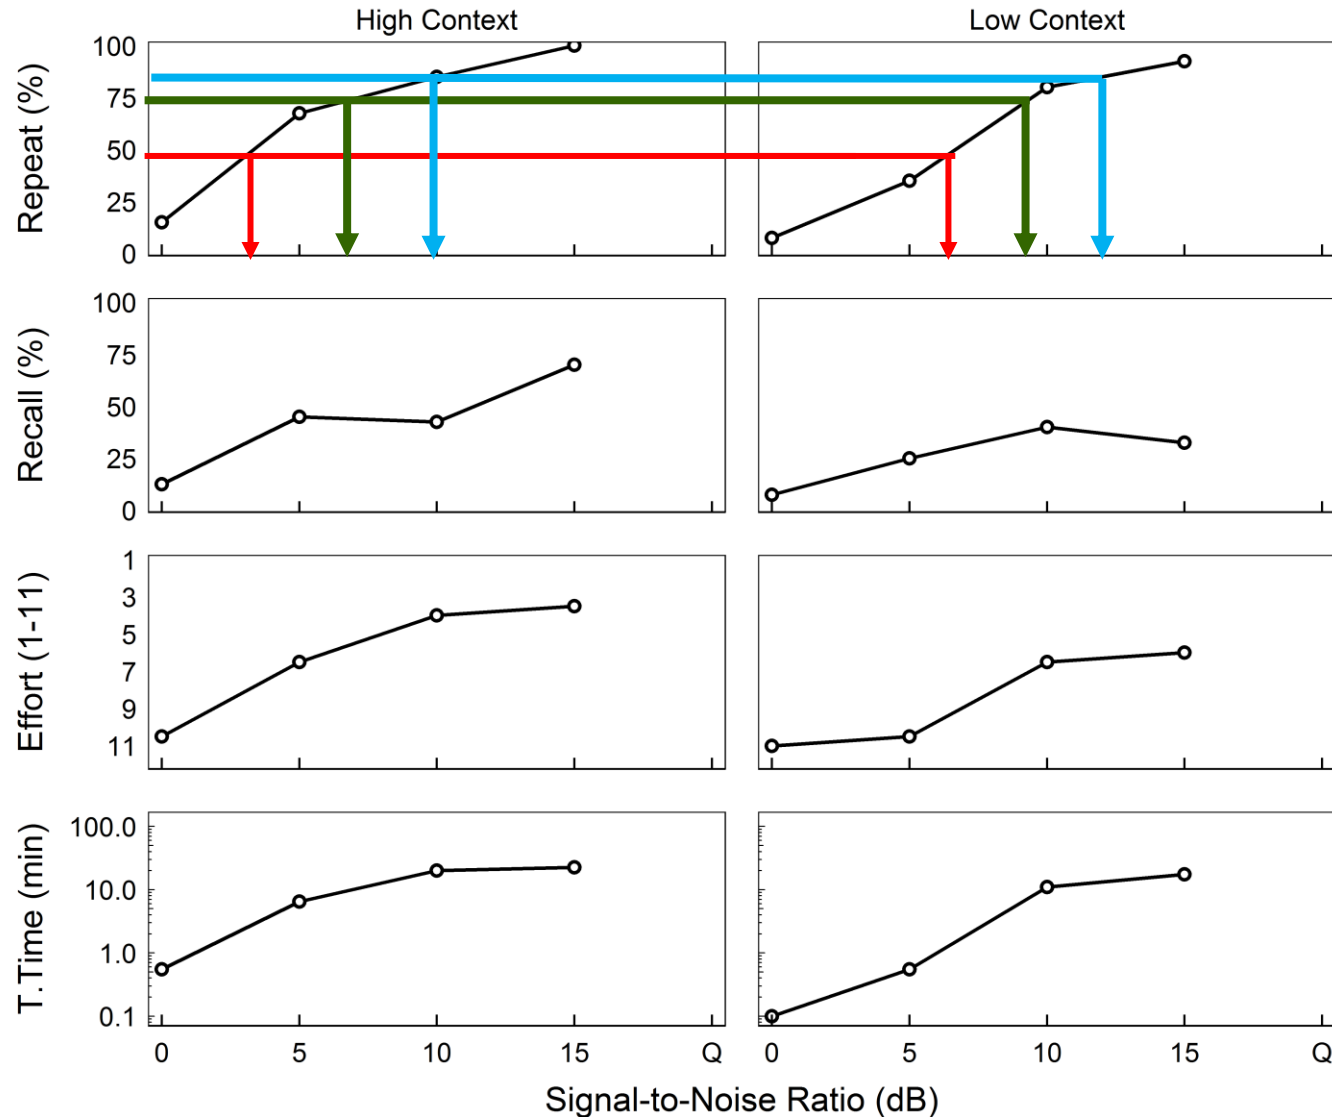 High Context
Low Context
Repeat (%)
100
75
50
25
0
Recall (%)
100
75
50
25
0
Effort (1-11)
1
3
5
7
9
11
T.Time (min)
100.0
10.0
1.0
0.1
0 5 10 15 Q
0 5 10 15 Q
Signal-to-Noise Ratio (dB)